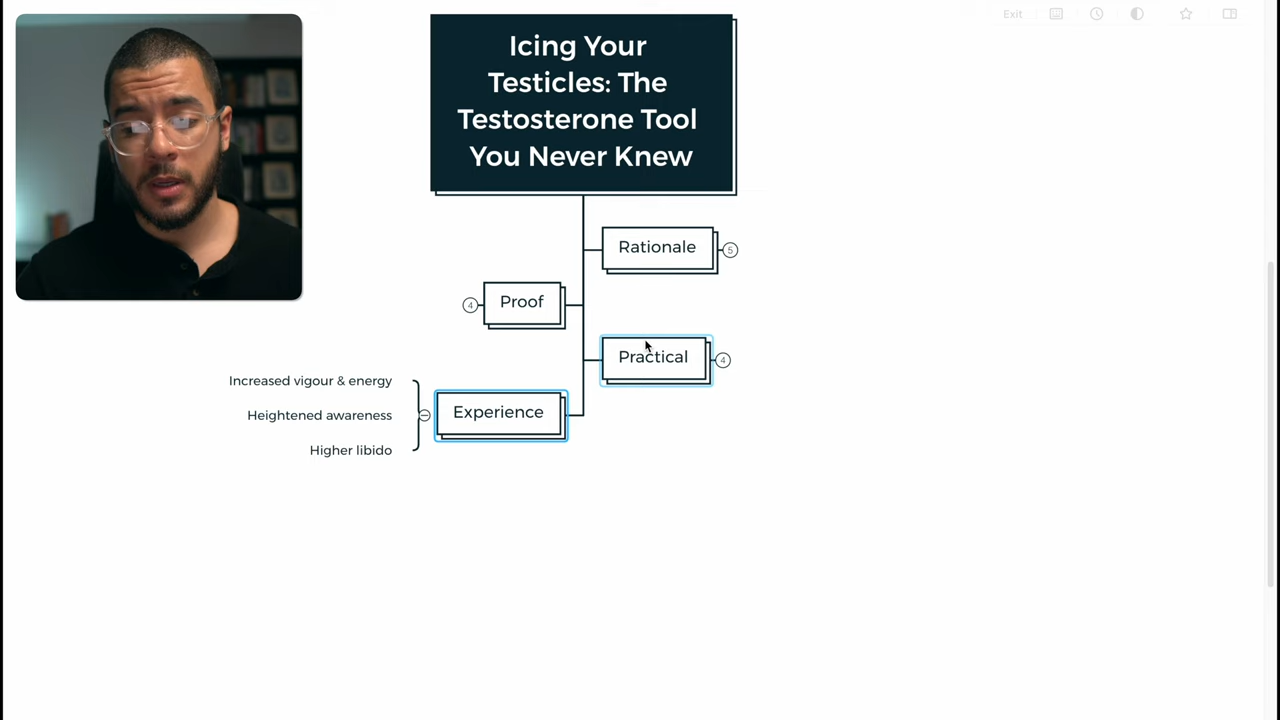 Exit
Icing Your
Testicles: The
Testosterone Tool
You Never Knew
Rationale
5
4
Proof
Practical
4
Increased vigour & energy
Heightened awareness
Higher libido
Experience